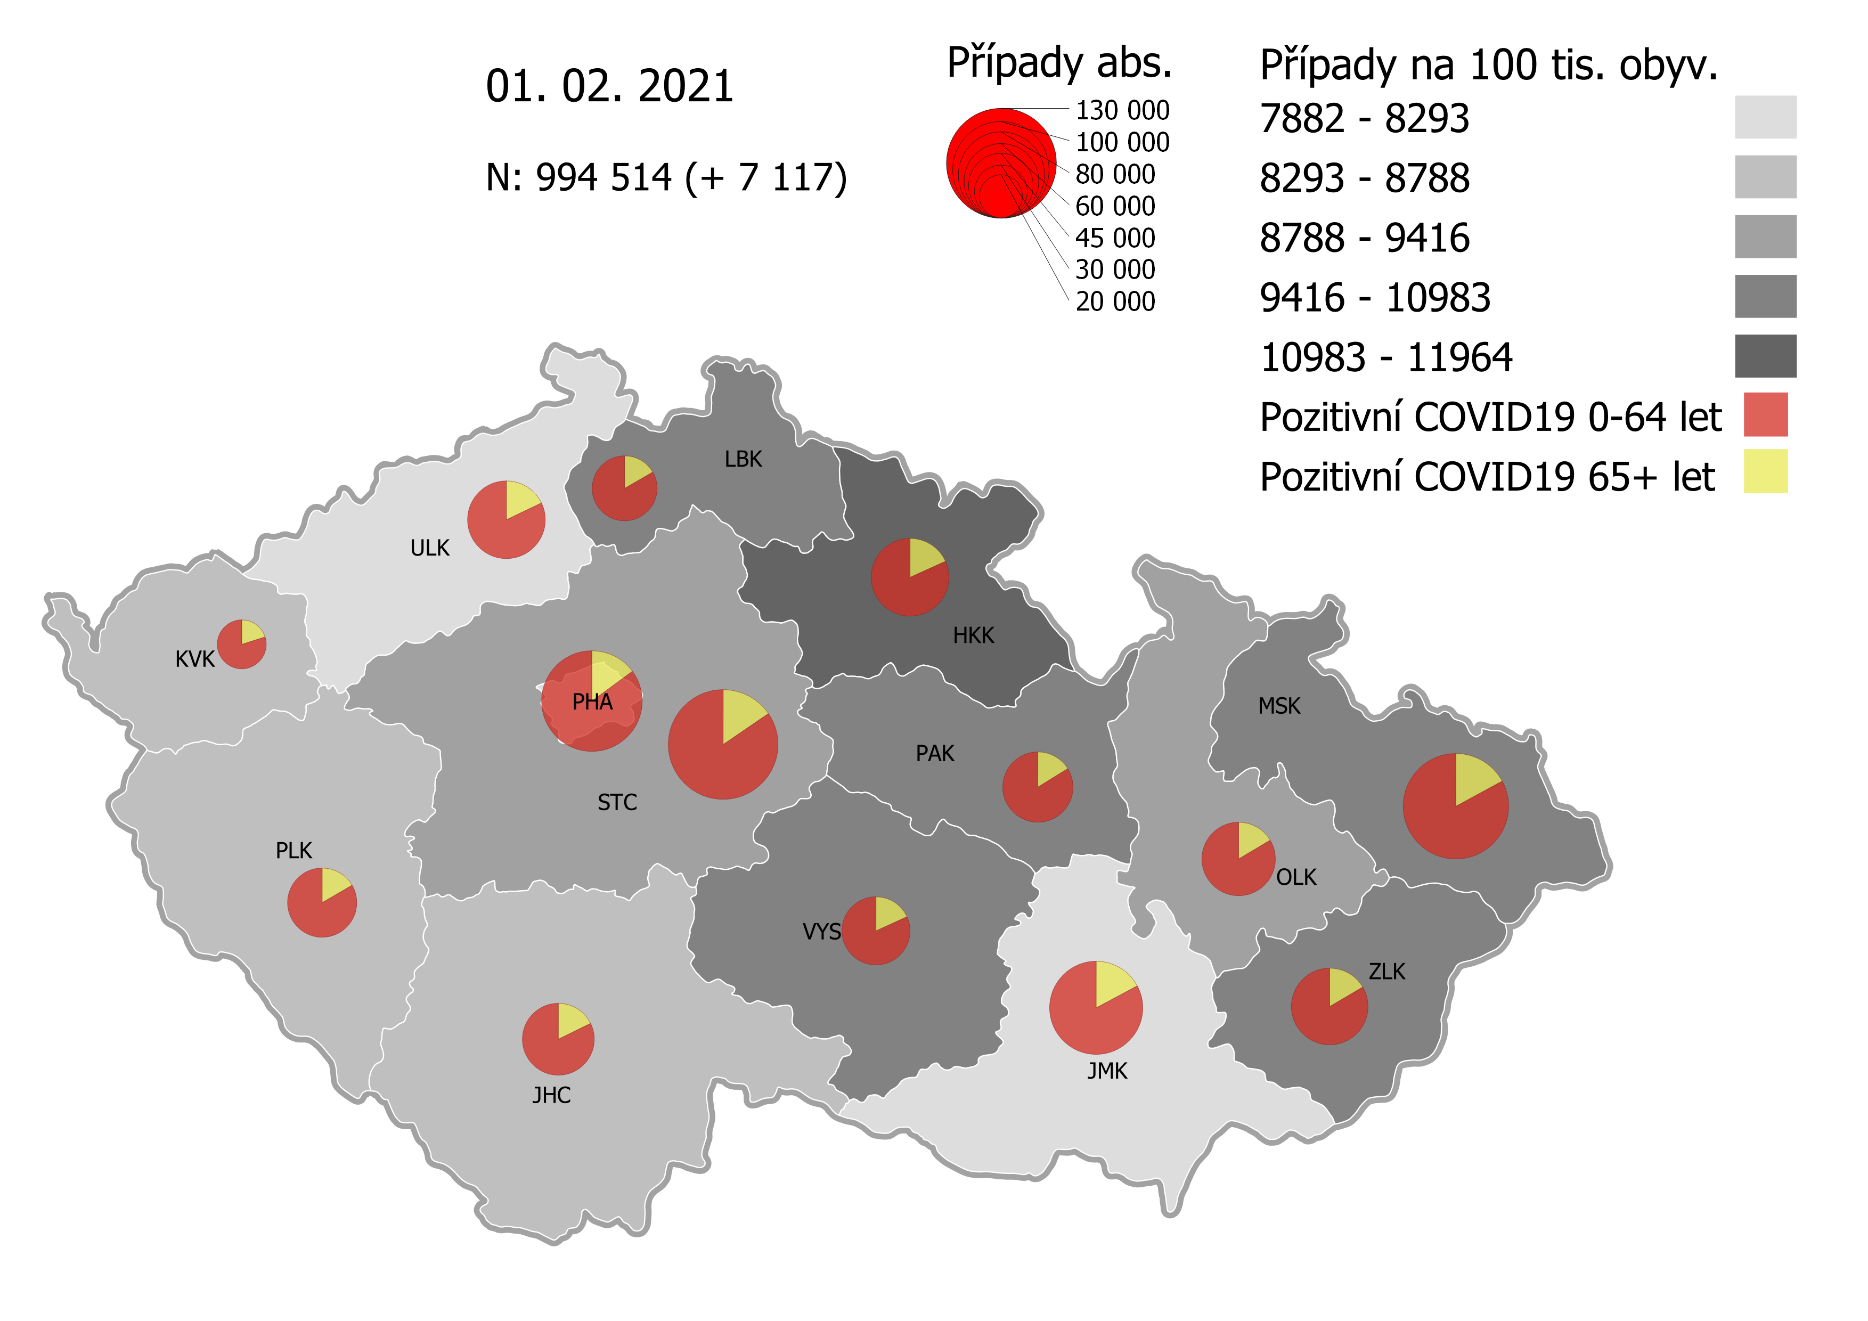 01. 02. 2021
N: 994 514 (+ 7 117)
Případy abs.
130 000
100 000
80 000
60 000
45 000
30 000
20 000
Případy na 100 tis. obyv.
7882 - 8293
8293 - 8788
8788 - 9416
9416 - 10983
10983 - 11964
Pozitivní COVID19 0-64 let
Pozitivní COVID19 65+ let
LBK
ULK
HKK
KVK
PHA
MSK
PAK
STC
PLK
OLK
VYS
ZLK
JMK
JHC